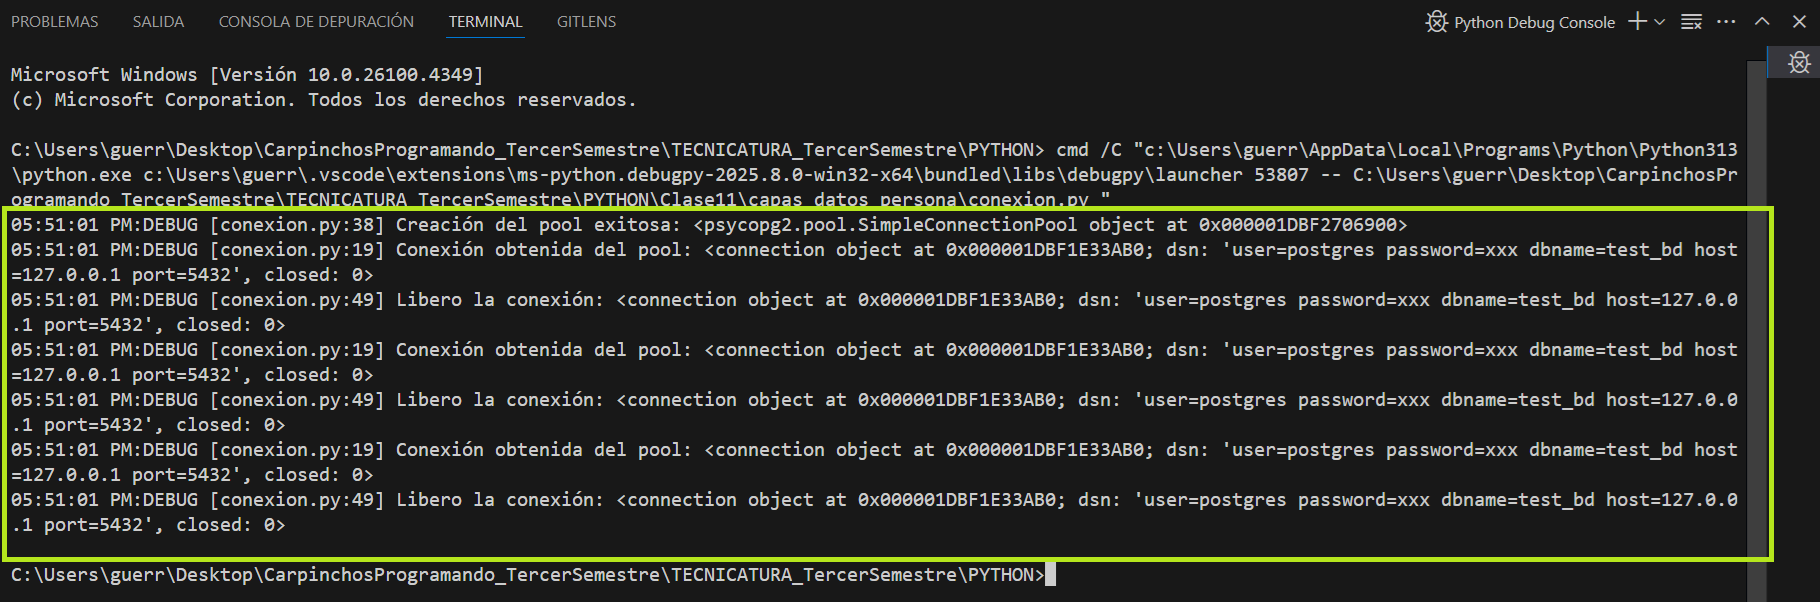 PROBLEMAS SALIDA CONSOLA DE DEPURACIÓN TERMINAL GITLENS Python Debug Console
Microsoft Windows [Versión 10.0.26100.4349]
(c) Microsoft Corporation. Todos los derechos reservados.
C:\Users\guerr\Desktop\CarpinchosProgramando_TercerSemestre\TECNICATURA_TercerSemestre\PYTHON> cmd /C "c:\Users\guerr\AppData\Local\Programs\Python\Python313
\python.exe c:\Users\guerr\.vscode\extensions\ms-python.debugpy-2025.8.0-win32-x64\bundled\libs\debugpy\launcher 53807 -- C:\Users\guerr\Desktop\CarpinchosPr
ogramando_TercerSemestre\TECNICATURA_TercerSemestre\PYTHON\Clase11\capas_datos_persona\conexion.py "
05:51:01 PM:DEBUG [conexion.py:38] Creación del pool exitosa: <psycopg2.pool.SimpleConnectionPool object at 0x000001DBF2706900>
05:51:01 PM:DEBUG [conexion.py:19] Conexión obtenida del pool: <connection object at 0x000001DBF1E33AB0; dsn: 'user=postgres password=xxx dbname=test_bd host
=127.0.0.1 port=5432', closed: 0>
05:51:01 PM:DEBUG [conexion.py:49] Libero la conexión: <connection object at 0x000001DBF1E33AB0; dsn: 'user=postgres password=xxx dbname=test_bd host=127.0.0
.1 port=5432', closed: 0>
05:51:01 PM:DEBUG [conexion.py:19] Conexión obtenida del pool: <connection object at 0x000001DBF1E33AB0; dsn: 'user=postgres password=xxx dbname=test_bd host
=127.0.0.1 port=5432', closed: 0>
05:51:01 PM:DEBUG [conexion.py:49] Libero la conexión: <connection object at 0x000001DBF1E33AB0; dsn: 'user=postgres password=xxx dbname=test_bd host=127.0.0
.1 port=5432', closed: 0>
05:51:01 PM:DEBUG [conexion.py:19] Conexión obtenida del pool: <connection object at 0x000001DBF1E33AB0; dsn: 'user=postgres password=xxx dbname=test_bd host
=127.0.0.1 port=5432', closed: 0>
05:51:01 PM:DEBUG [conexion.py:49] Libero la conexión: <connection object at 0x000001DBF1E33AB0; dsn: 'user=postgres password=xxx dbname=test_bd host=127.0.0
.1 port=5432', closed: 0>
C:\Users\guerr\Desktop\CarpinchosProgramando_TercerSemestre\TECNICATURA_TercerSemestre\PYTHON>